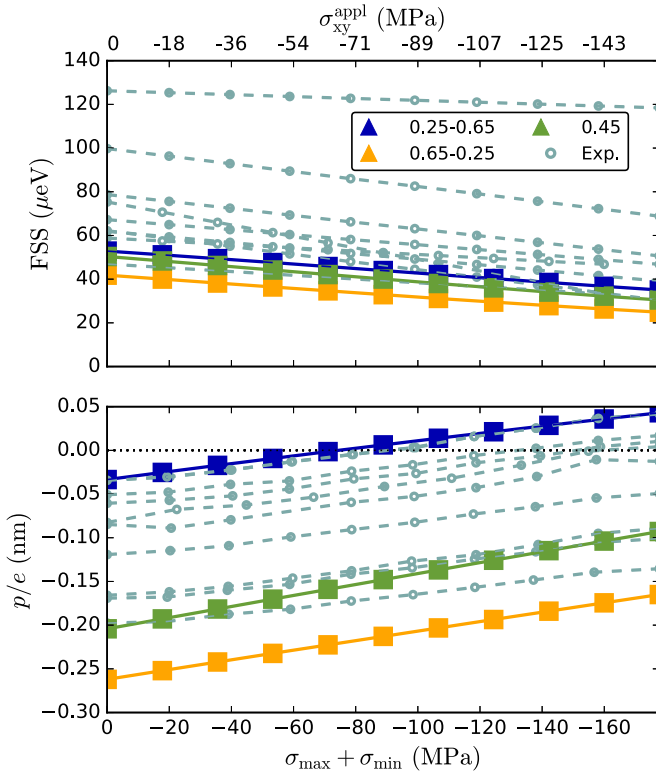 σ_xy^appl (MPa)
0 -18 -36 -54 -71 -89 -107 -125 -143
140
120
100
80
60
40
20
0
FSS (μeV)
0.25-0.65 0.45
0.65-0.25 Exp.
0.05
0.00
−0.05
−0.10
−0.15
−0.20
−0.25
−0.30
p/e (nm)
0 −20 −40 −60 −80 −100 −120 −140 −160
σ_max + σ_min (MPa)